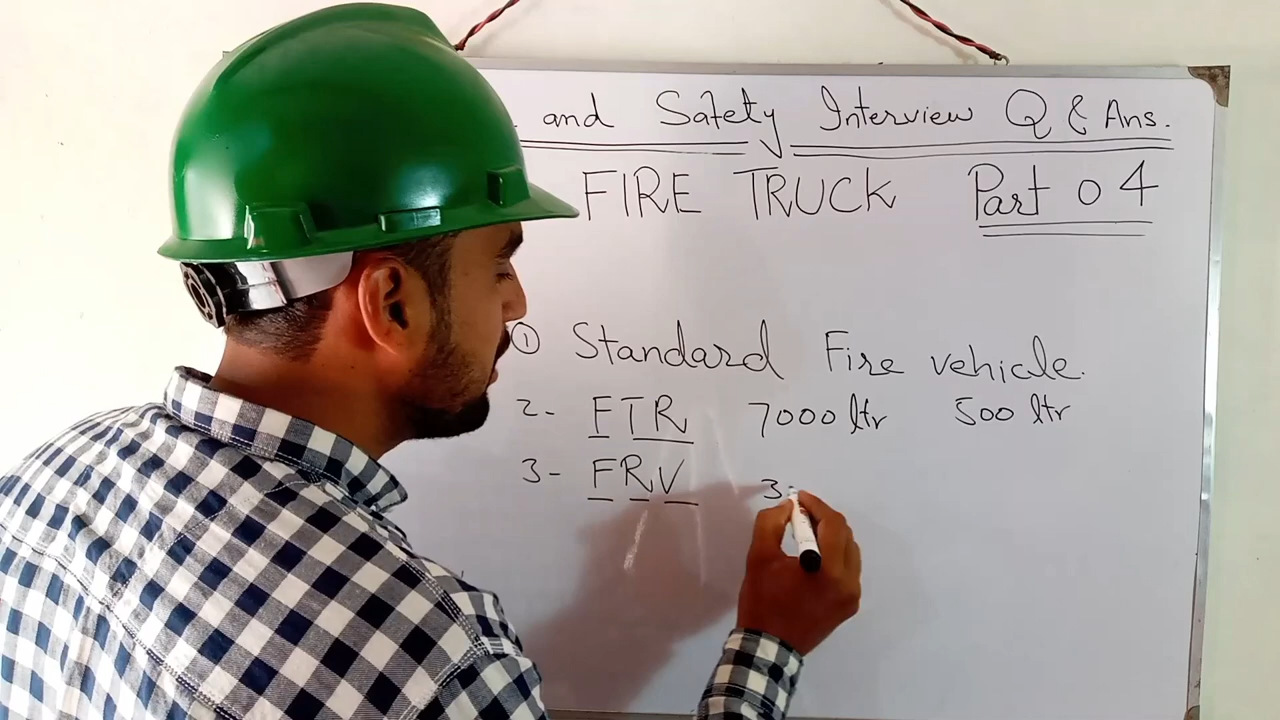 and Safety Interview Q & Ans.
FIRE TRUCK Part 04
① Standard Fire vehicle.
2- FTR 7000 ltr 500 ltr
3- FRV 3